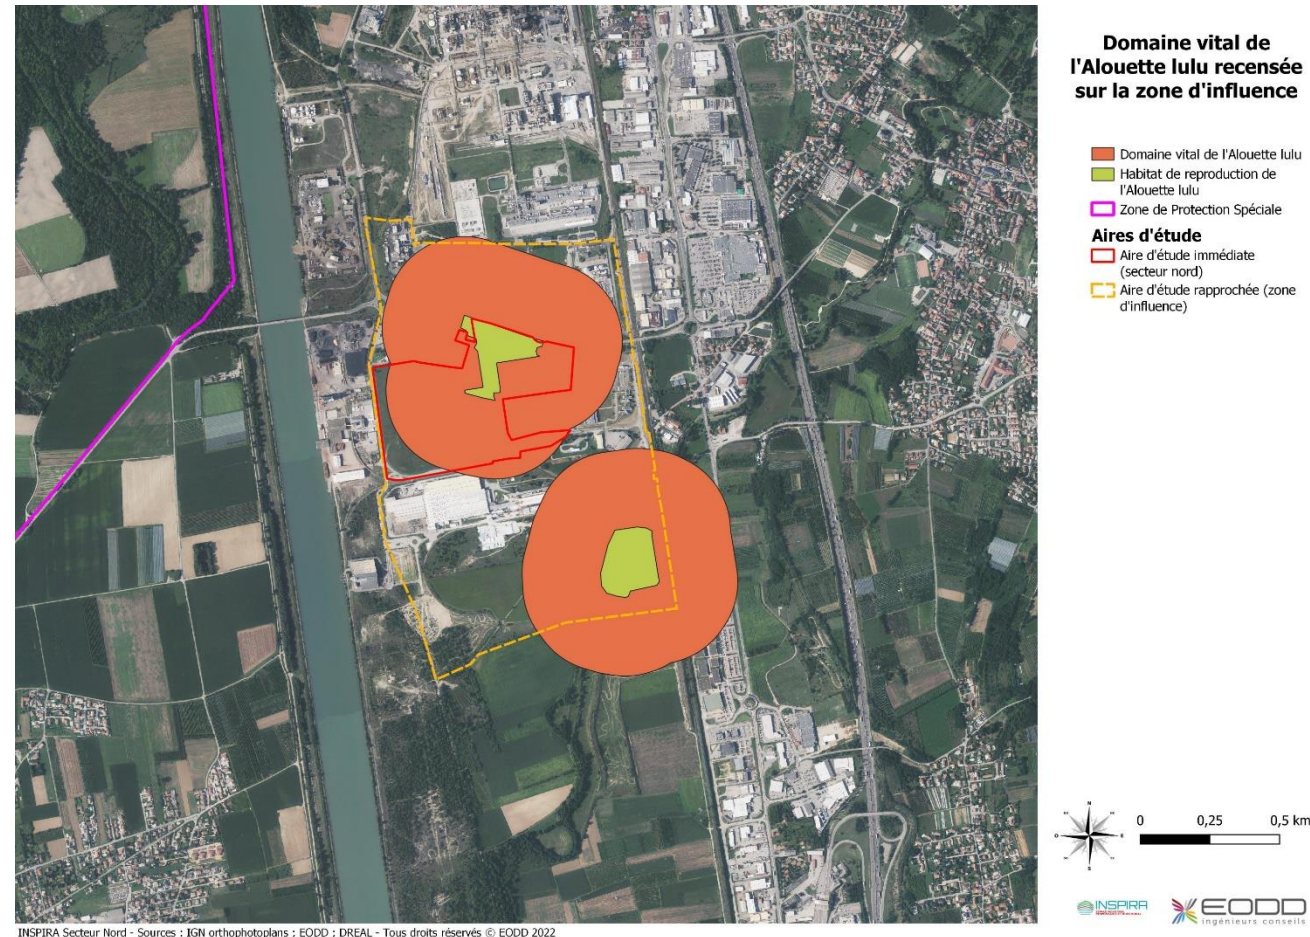 Domaine vital de
l'Alouette lulu recensée
sur la zone d'influence
Domaine vital de l'Alouette lulu
Habitat de reproduction de
l'Alouette lulu
Zone de Protection Spéciale
Aires d'étude
Aire d'étude immédiate
(secteur nord)
Aire d'étude rapprochée (zone
d'influence)
N
O
E
S
0 0,25 0,5 km
INSPIRA
EODD
ingénieurs conseils
INSPIRA Secteur Nord - Sources : IGN orthophotoplans ; EODD ; DREAL - Tous droits réservés © EODD 2022